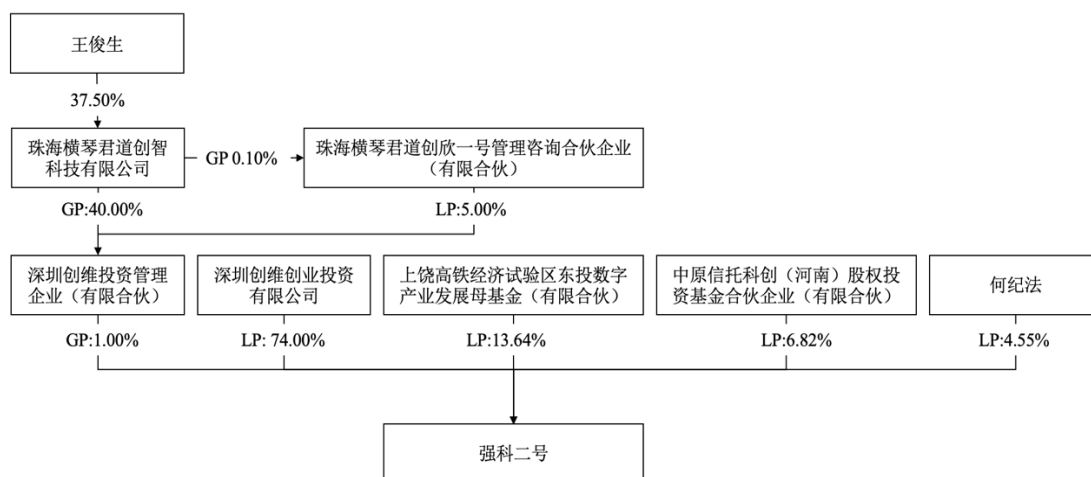 王俊生
37.50%
珠海横琴君道创智
科技有限公司
GP 0.10%
珠海横琴君道创欣一号管理咨询合伙企业
（有限合伙）
GP:40.00%
LP:5.00%
深圳创维投资管理
企业（有限合伙）
深圳创维创业投资
有限公司
上饶高铁经济试验区东投数字
产业发展母基金（有限合伙）
中原信托科创（河南）股权投
资基金合伙企业（有限合伙）
何纪法
GP:1.00%
LP: 74.00%
LP:13.64%
LP:6.82%
LP:4.55%
强科二号